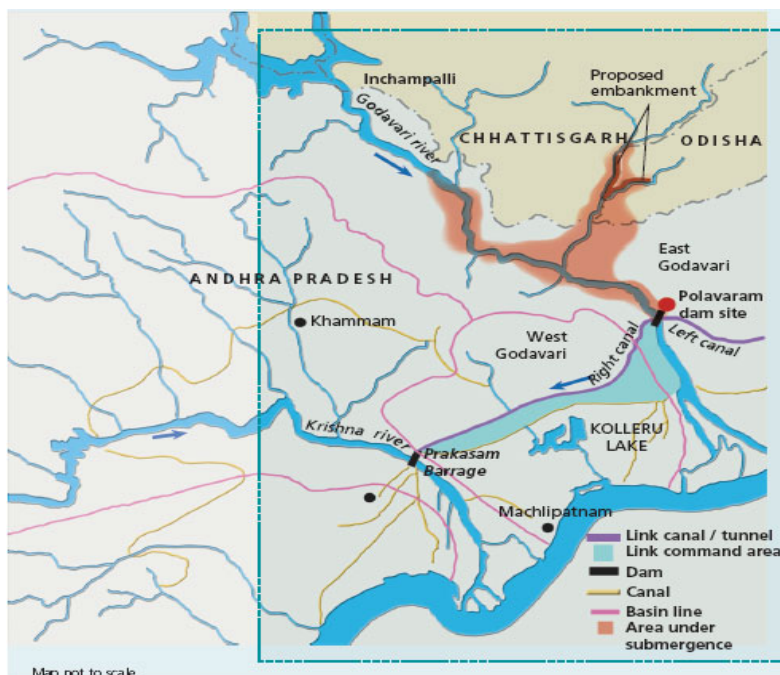 Inchampalli
Proposed
embankment
Godavari river
CHHATTISGARH
ODISHA
East
Godavari
ANDHRA PRADESH
Polavaram
dam site
Khammam
West
Godavari
Right canal
Left canal
Krishna river
KOLLERU
LAKE
Prakasam
Barrage
Machlipatnam
Link canal / tunnel
Link command area
Dam
Canal
Basin line
Area under
submergence
Map not to scale